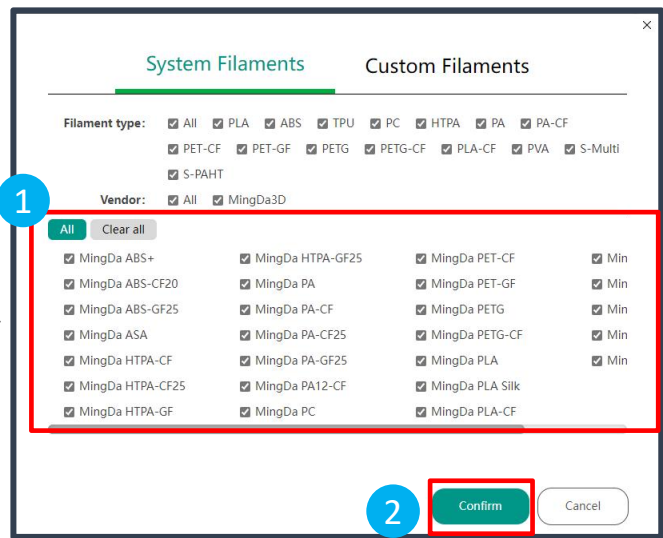 ×
System Filaments Custom Filaments
Filament type: All PLA ABS TPU PC HTPA PA PA-CF
PET-CF PET-GF PETG PETG-CF PLA-CF PVA S-Multi
S-PAHT
1 Vendor: All MingDa3D
All Clear all
MingDa ABS+ MingDa HTPA-GF25 MingDa PET-CF Min
MingDa ABS-CF20 MingDa PA MingDa PET-GF Min
MingDa ABS-GF25 MingDa PA-CF MingDa PETG Min
MingDa ASA MingDa PA-CF25 MingDa PETG-CF Min
MingDa HTPA-CF MingDa PA-GF25 MingDa PLA Min
MingDa HTPA-CF25 MingDa PA12-CF MingDa PLA Silk
MingDa HTPA-GF MingDa PC MingDa PLA-CF
2 Confirm Cancel